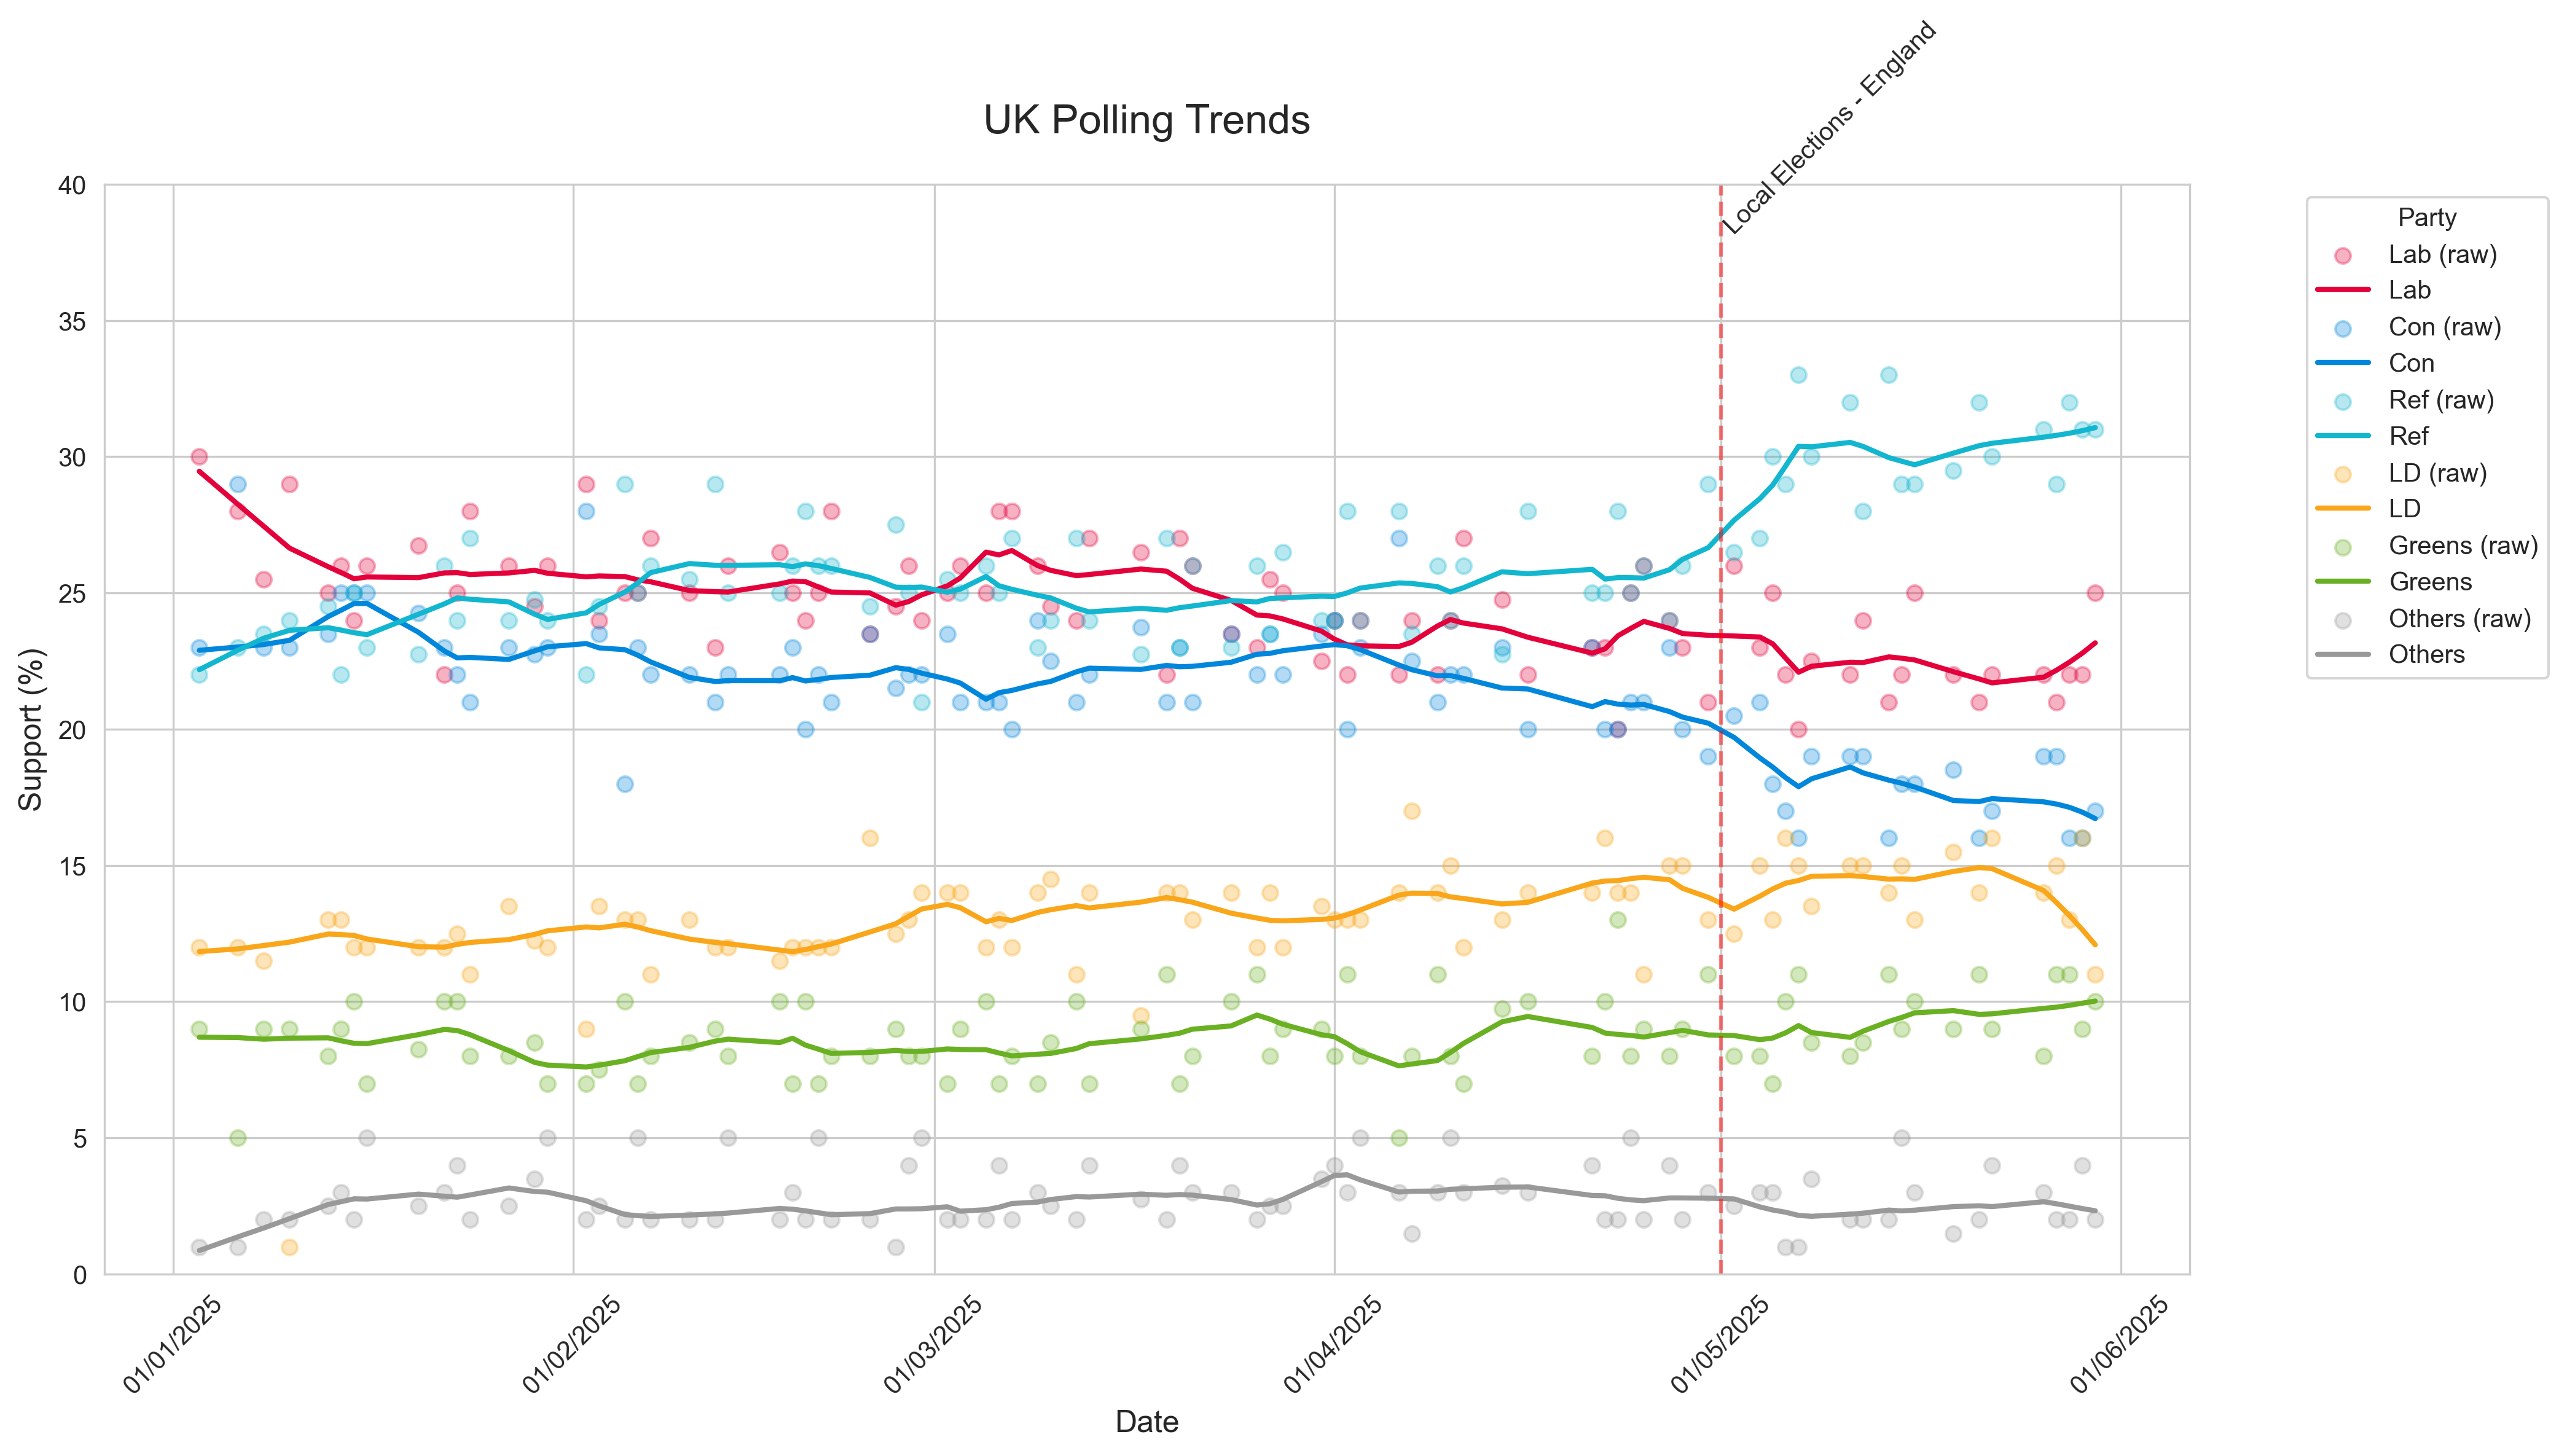 Local Elections - England
UK Polling Trends
40
35
30
25
20
15
10
5
0
Support (%)
01/01/2025
01/02/2025
01/03/2025
01/04/2025
01/05/2025
01/06/2025
Date
Party
Lab (raw)
Lab
Con (raw)
Con
Ref (raw)
Ref
LD (raw)
LD
Greens (raw)
Greens
Others (raw)
Others